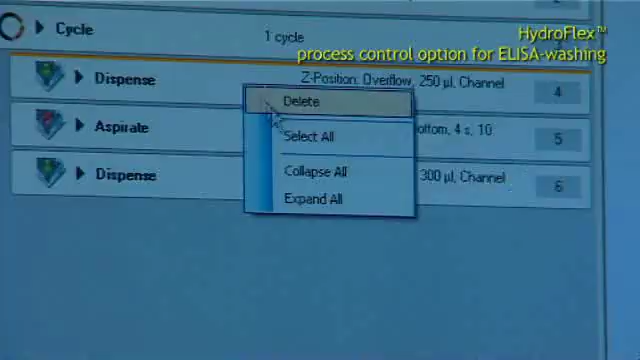 HydroFlex™
process control option for ELISA-washing
Cycle
1 cycle
Dispense
Z-Position: Overflow, 250 µl, Channel
4
Delete
Aspirate
ottom, 4 s, 10
5
Select All
Dispense
300 µl, Channel
6
Collapse All
Expand All